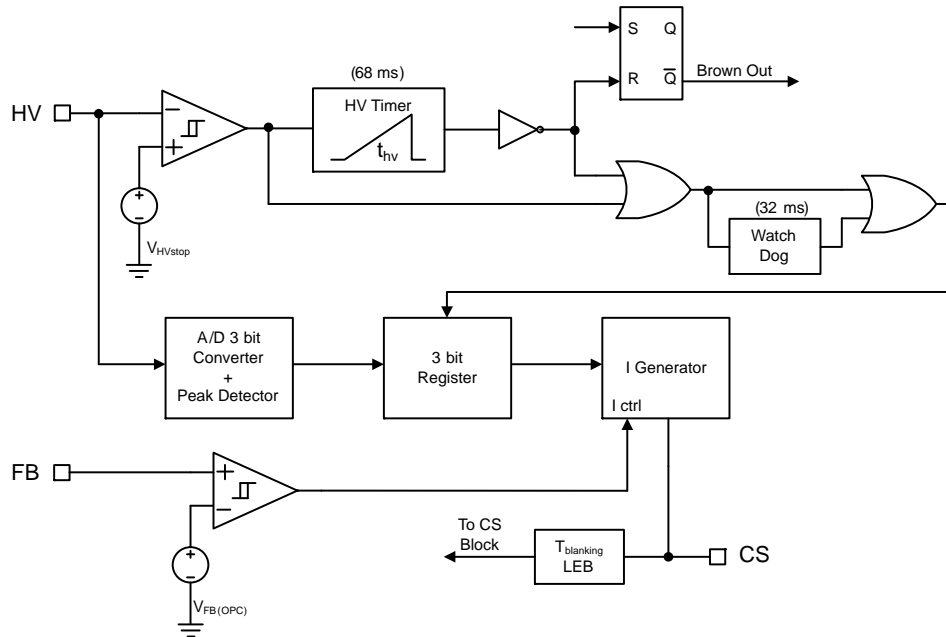 S Q
R Q̅
Brown Out
(68 ms)
HV Timer
t_hv
HV
−
+
+
−
V_HVstop
(32 ms)
Watch
Dog
A/D 3 bit
Converter
+
Peak Detector
3 bit
Register
I Generator
I ctrl
FB
+
−
+
−
V_FB(OPC)
To CS
Block
T_blanking
LEB
CS